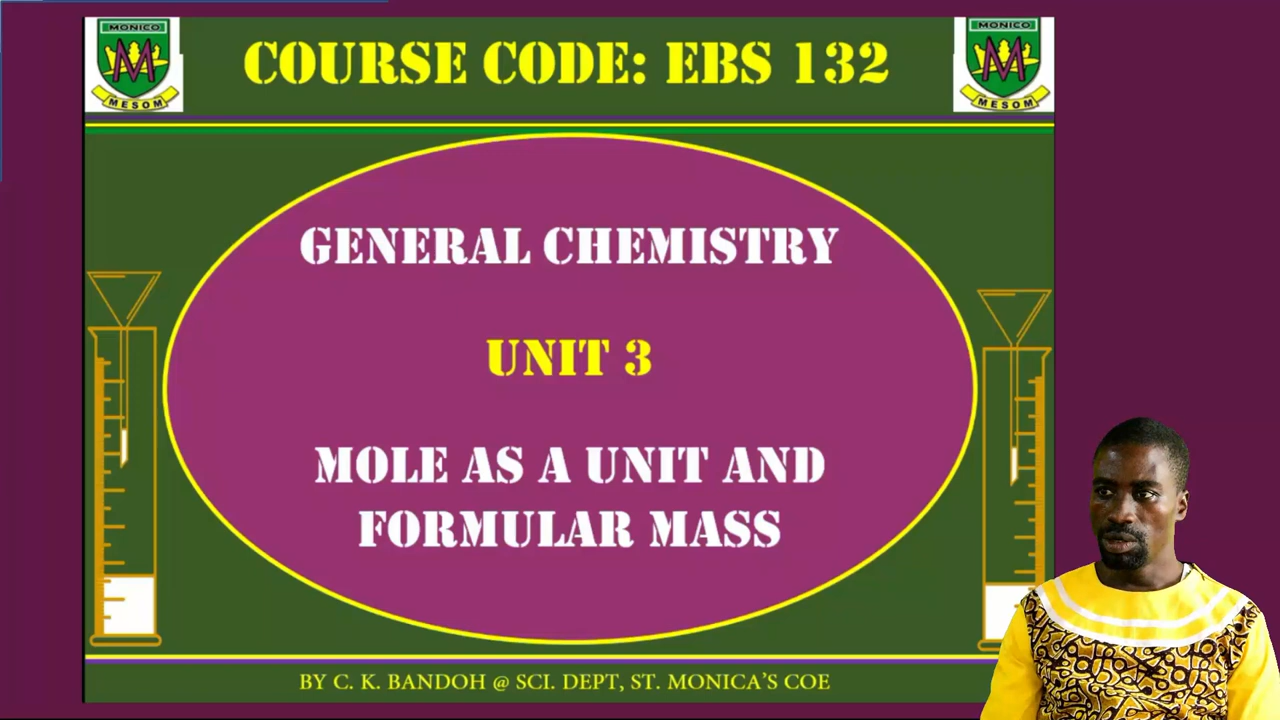 MONICO
M
MESOM
COURSE CODE: EBS 132
MONICO
M
MESOM
GENERAL CHEMISTRY
UNIT 3
MOLE AS A UNIT AND
FORMULAR MASS
BY C. K. BANDOH @ SCI. DEPT, ST. MONICA'S COE